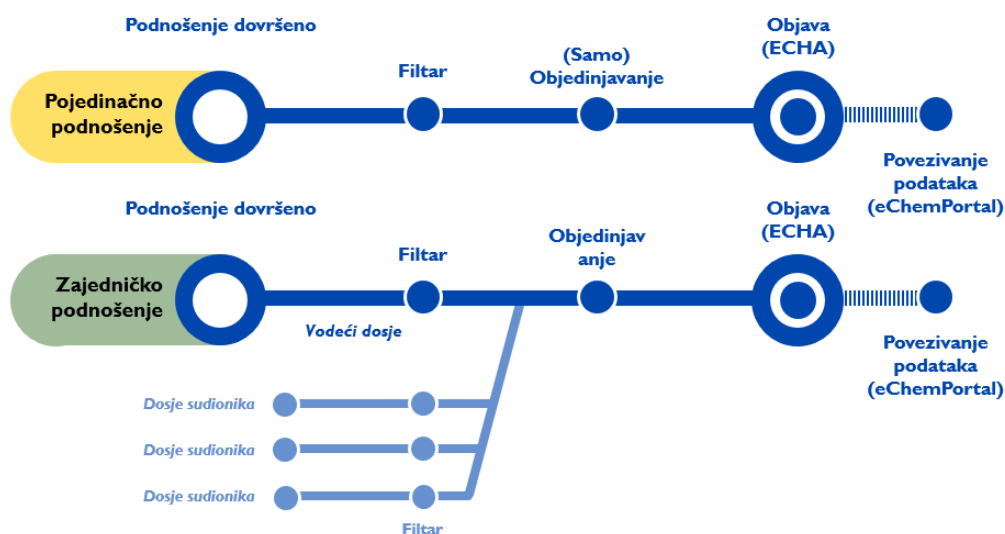 Podnošenje dovršeno
Filtar
(Samo)
Objedinjavanje
Objava
(ECHA)
Pojedinačno
podnošenje
Povezivanje
podataka
(eChemPortal)
Podnošenje dovršeno
Filtar
Objedinjav
anje
Objava
(ECHA)
Zajedničko
podnošenje
Vodeći dosje
Povezivanje
podataka
(eChemPortal)
Dosje sudionika
Dosje sudionika
Dosje sudionika
Filtar